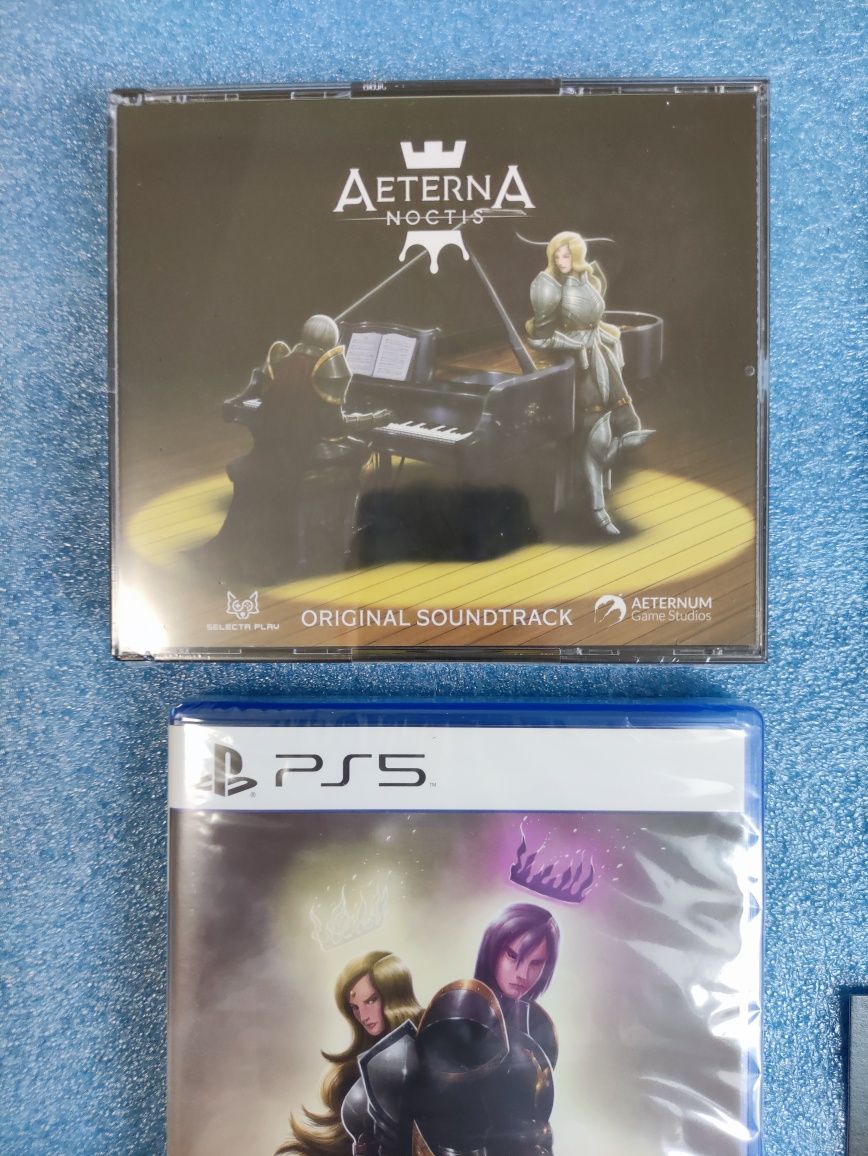 AETERNA
NOCTIS
SELECTA PLAY
ORIGINAL SOUNDTRACK
AETERNUM
Game Studios
PS5